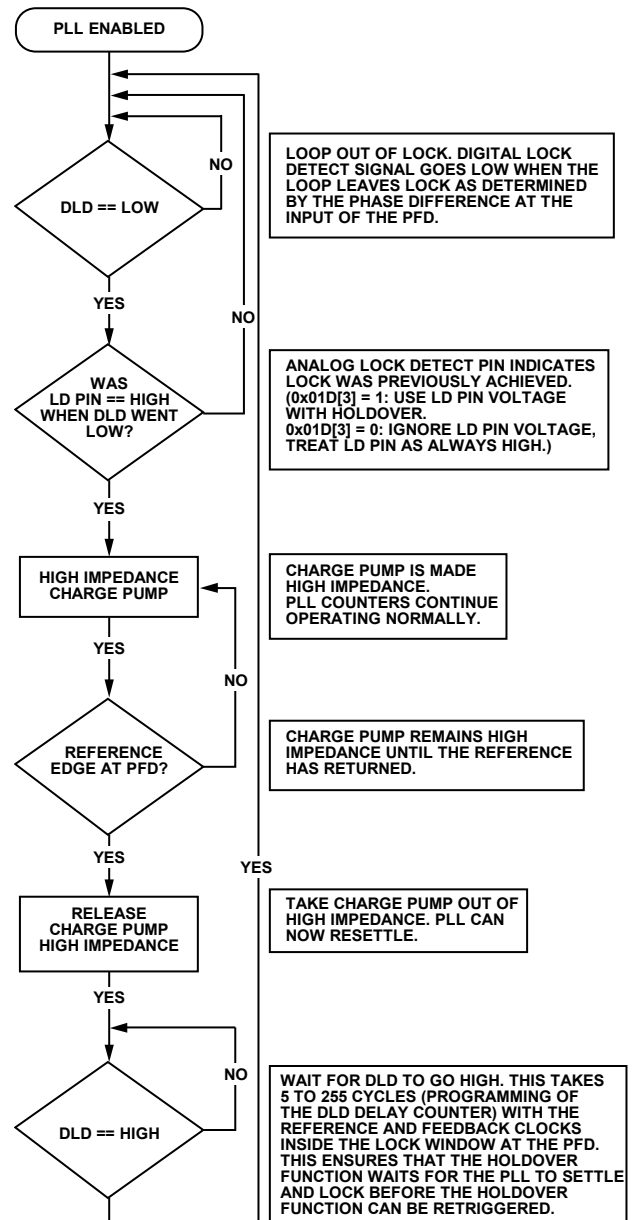 PLL ENABLED
NO
LOOP OUT OF LOCK. DIGITAL LOCK
DETECT SIGNAL GOES LOW WHEN THE
LOOP LEAVES LOCK AS DETERMINED
BY THE PHASE DIFFERENCE AT THE
INPUT OF THE PFD.
DLD == LOW
YES
NO
WAS
LD PIN == HIGH
WHEN DLD WENT
LOW?
ANALOG LOCK DETECT PIN INDICATES
LOCK WAS PREVIOUSLY ACHIEVED.
(0x01D[3] = 1: USE LD PIN VOLTAGE
WITH HOLDOVER.
0x01D[3] = 0: IGNORE LD PIN VOLTAGE,
TREAT LD PIN AS ALWAYS HIGH.)
YES
HIGH IMPEDANCE
CHARGE PUMP
CHARGE PUMP IS MADE
HIGH IMPEDANCE.
PLL COUNTERS CONTINUE
OPERATING NORMALLY.
YES
NO
REFERENCE
EDGE AT PFD?
CHARGE PUMP REMAINS HIGH
IMPEDANCE UNTIL THE REFERENCE
HAS RETURNED.
YES
YES
RELEASE
CHARGE PUMP
HIGH IMPEDANCE
TAKE CHARGE PUMP OUT OF
HIGH IMPEDANCE. PLL CAN
NOW RESETTLE.
YES
NO
DLD == HIGH
WAIT FOR DLD TO GO HIGH. THIS TAKES
5 TO 255 CYCLES (PROGRAMMING OF
THE DLD DELAY COUNTER) WITH THE
REFERENCE AND FEEDBACK CLOCKS
INSIDE THE LOCK WINDOW AT THE PFD.
THIS ENSURES THAT THE HOLDOVER
FUNCTION WAITS FOR THE PLL TO SETTLE
AND LOCK BEFORE THE HOLDOVER
FUNCTION CAN BE RETRIGGERED.